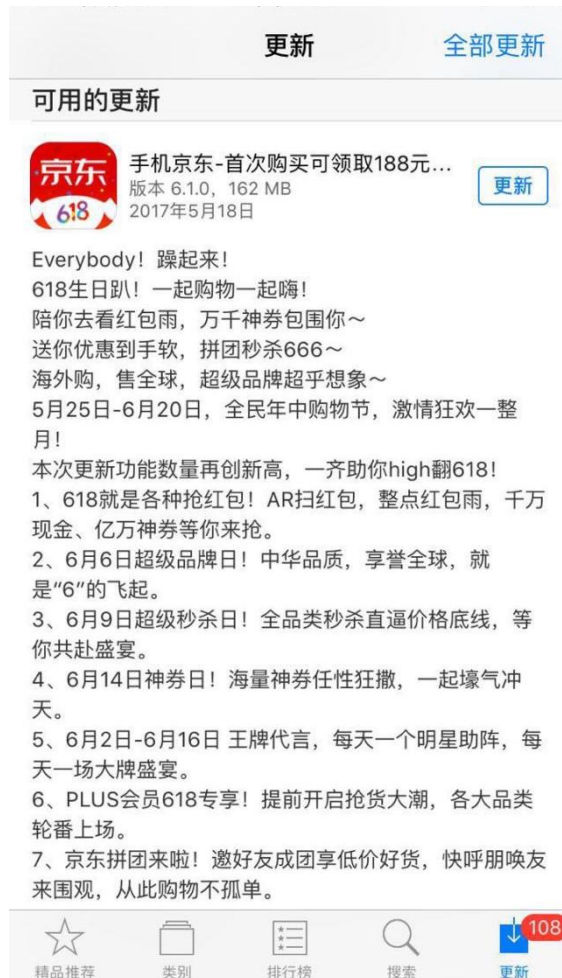 更新
全部更新
可用的更新
京东
618
手机京东-首次购买可领取188元...
版本 6.1.0，162 MB
更新
2017年5月18日
Everybody！躁起来！
618生日趴！一起购物一起嗨！
陪你去看红包雨，万千神券包围你～
送你优惠到手软，拼团秒杀666～
海外购，售全球，超级品牌超乎想象～
5月25日-6月20日，全民年中购物节，激情狂欢一整
月！
本次更新功能数量再创新高，一齐助你high翻618！
1、618就是各种抢红包！AR扫红包，整点红包雨，千万
现金、亿万神券等你来抢。
2、6月6日超级品牌日！中华品质，享誉全球，就
是“6”的飞起。
3、6月9日超级秒杀日！全品类秒杀直逼价格底线，等
你共赴盛宴。
4、6月14日神券日！海量神券任性狂撒，一起壕气冲
天。
5、6月2日-6月16日 王牌代言，每天一个明星助阵，每
天一场大牌盛宴。
6、PLUS会员618专享！提前开启抢货大潮，各大品类
轮番上场。
7、京东拼团来啦！邀好友成团享低价好货，快呼朋唤友
来围观，从此购物不孤单。
108
精品推荐
类别
排行榜
搜索
更新